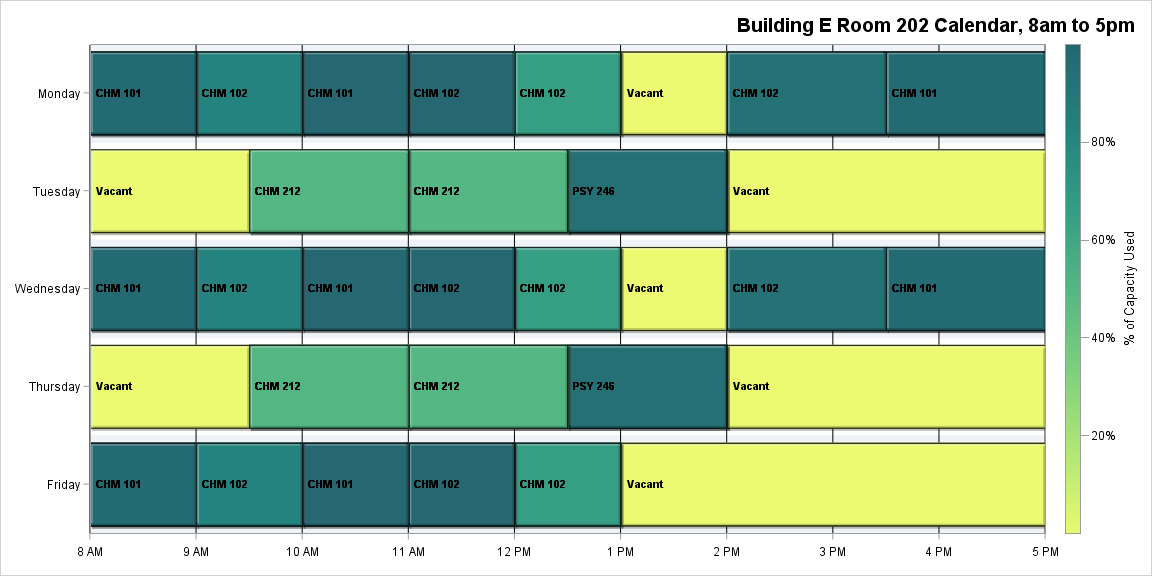 Building E Room 202 Calendar, 8am to 5pm
Monday
CHM 101
CHM 102
CHM 101
CHM 102
CHM 102
Vacant
CHM 102
CHM 101
Tuesday
Vacant
CHM 212
CHM 212
PSY 246
Vacant
Wednesday
CHM 101
CHM 102
CHM 101
CHM 102
CHM 102
Vacant
CHM 102
CHM 101
Thursday
Vacant
CHM 212
CHM 212
PSY 246
Vacant
Friday
CHM 101
CHM 102
CHM 101
CHM 102
CHM 102
Vacant
8 AM
9 AM
10 AM
11 AM
12 PM
1 PM
2 PM
3 PM
4 PM
5 PM
80%
60%
40%
20%
% of Capacity Used